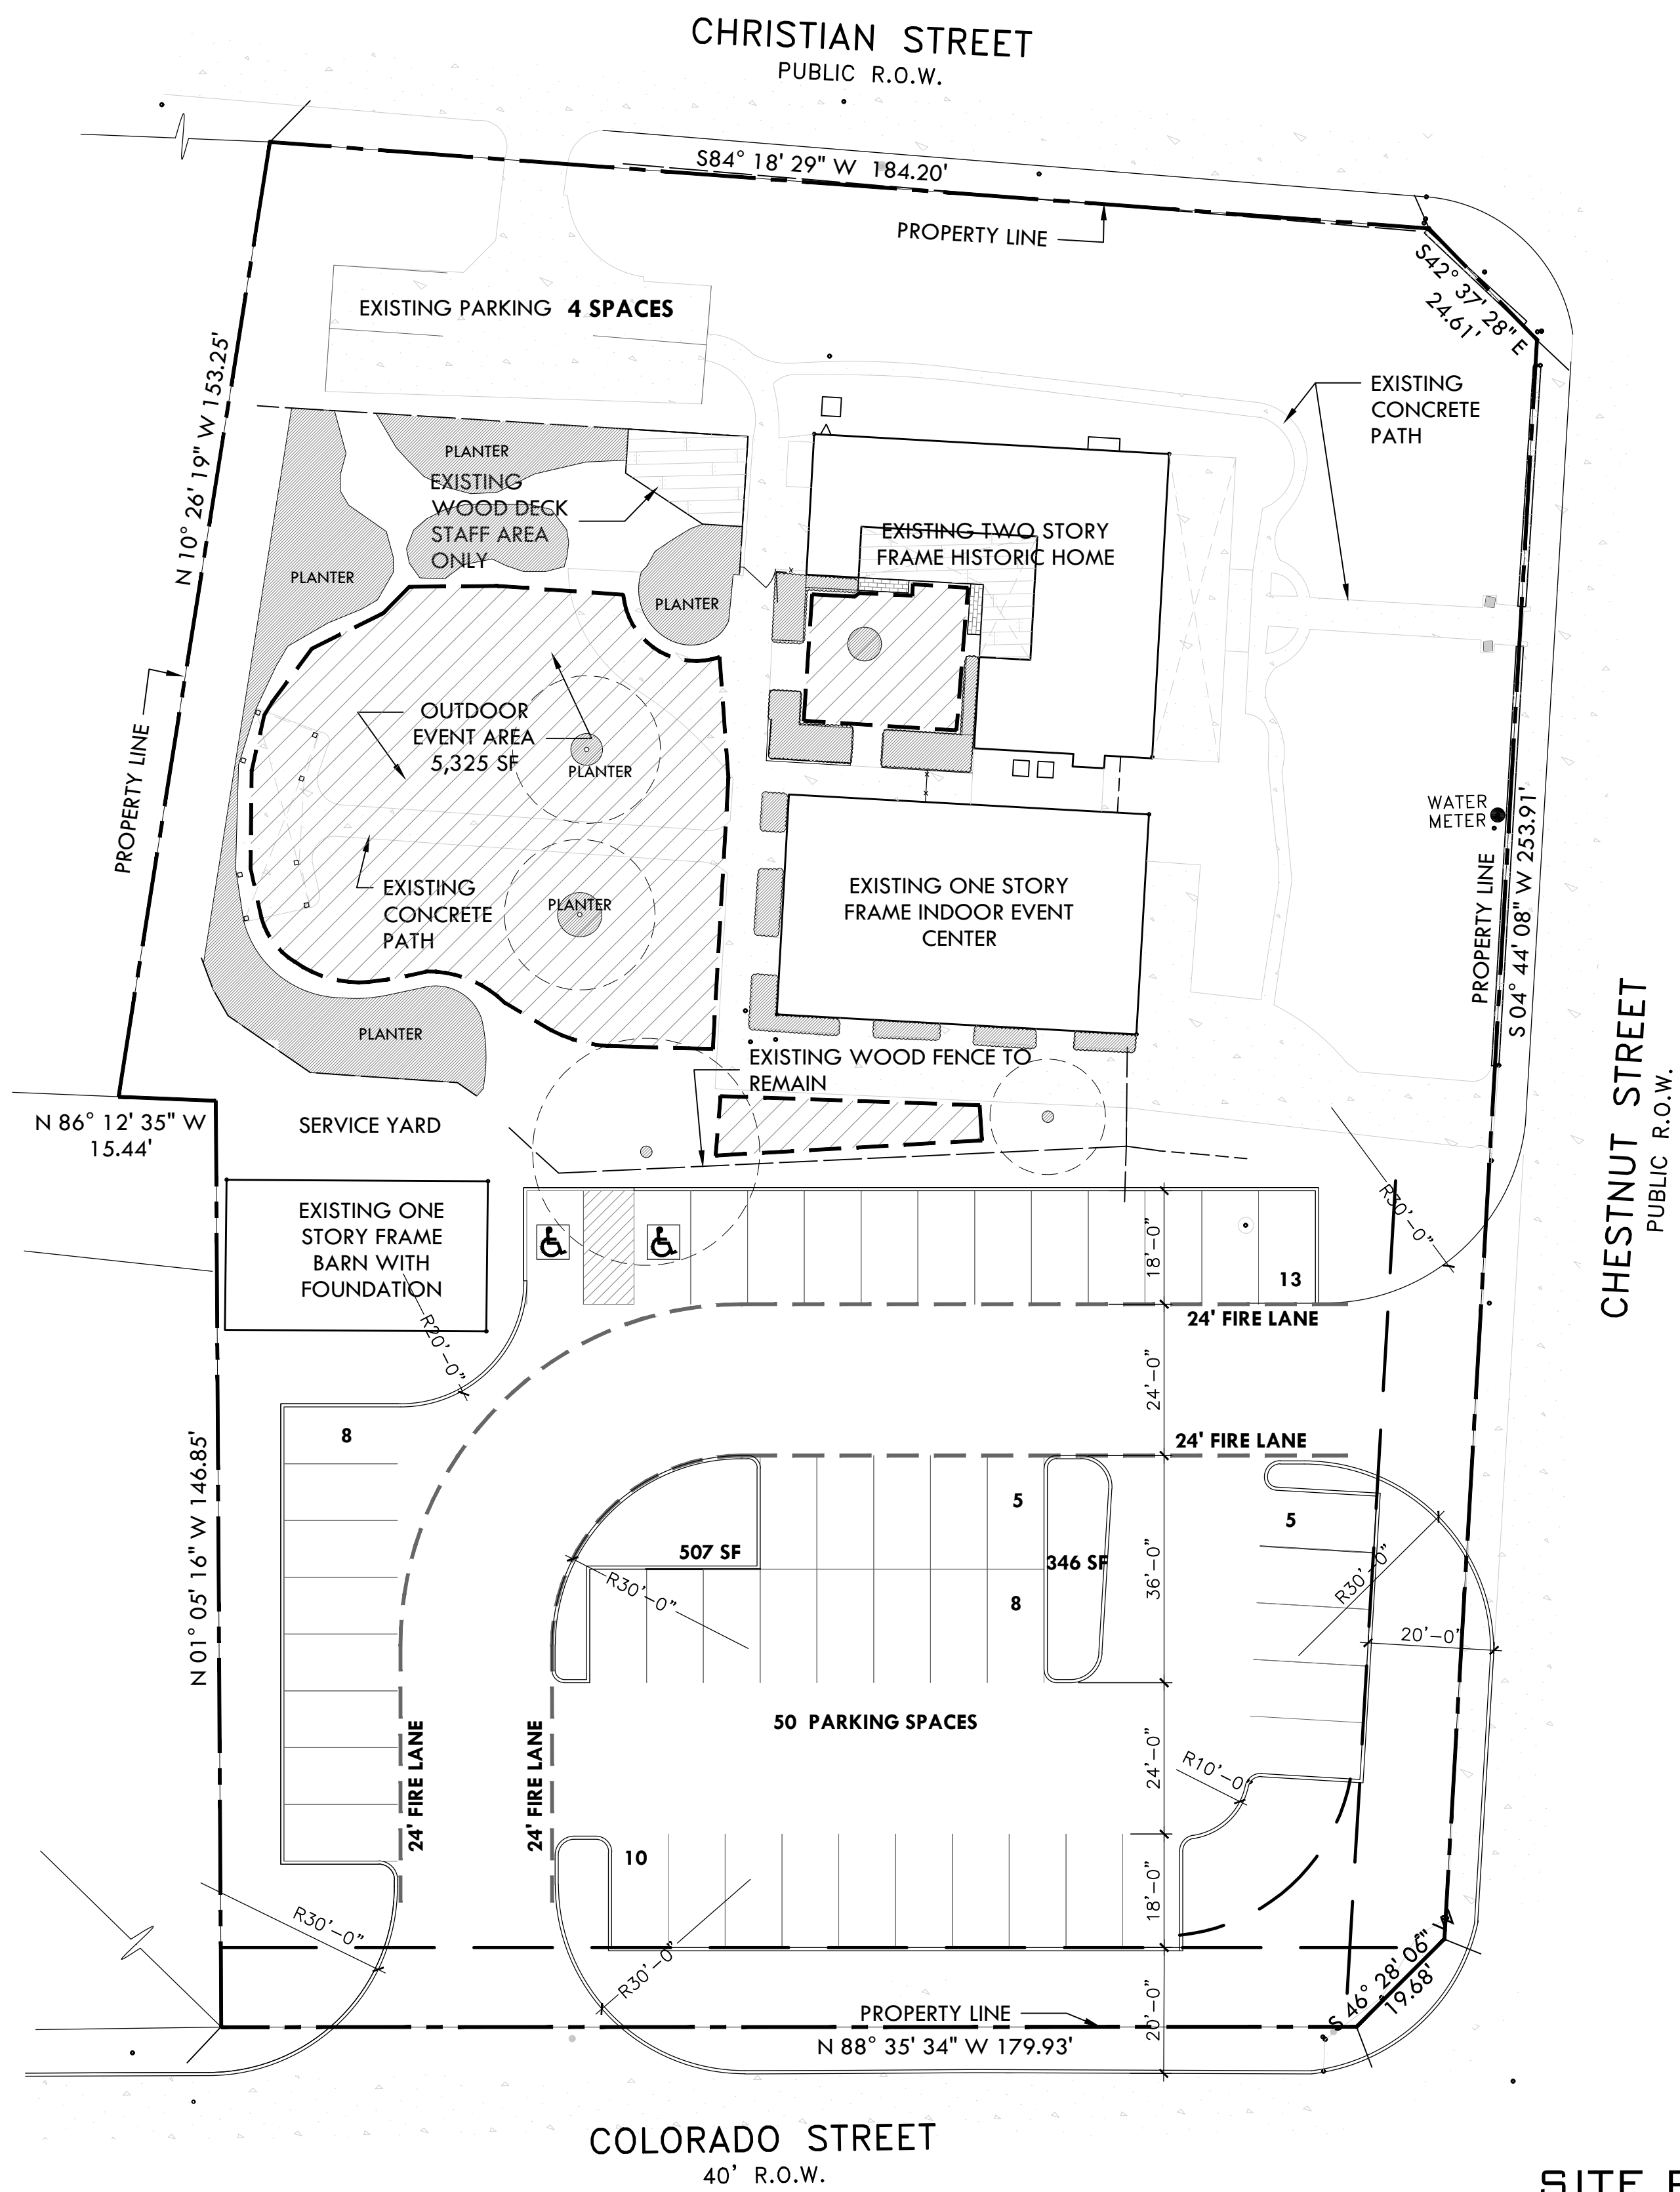 CHRISTIAN STREET
PUBLIC R.O.W.
S84° 18' 29" W 184.20'
PROPERTY LINE
S42° 37' 28" E
24.61'
EXISTING PARKING 4 SPACES
N 10° 26' 19" W 153.25'
EXISTING
CONCRETE
PATH
PLANTER
EXISTING
WOOD DECK
STAFF AREA
ONLY
EXISTING TWO STORY
FRAME HISTORIC HOME
PLANTER
PLANTER
OUTDOOR
EVENT AREA
5,325 SF
PLANTER
PROPERTY LINE
WATER
METER
PROPERTY LINE
S 04° 44' 08" W 253.91'
EXISTING
CONCRETE
PATH
PLANTER
EXISTING ONE STORY
FRAME INDOOR EVENT
CENTER
PLANTER
EXISTING WOOD FENCE TO
REMAIN
CHESTNUT STREET
PUBLIC R.O.W.
N 86° 12' 35" W
15.44'
SERVICE YARD
EXISTING ONE
STORY FRAME
BARN WITH
FOUNDATION
R20'-0"
18'-0"
13
R30'-0"
24' FIRE LANE
24'-0"
24' FIRE LANE
8
N 01° 05' 16" W 146.85'
5
5
507 SF
346 SF
36'-0"
R30'-0"
R30'-0"
8
20'-0"
50 PARKING SPACES
24' FIRE LANE
24' FIRE LANE
24'-0"
R10'-0"
10
18'-0"
R30'-0"
R30'-0"
S 46° 28' 06" W
19.68'
20'-0"
PROPERTY LINE
N 88° 35' 34" W 179.93'
COLORADO STREET
40' R.O.W.
SITE P